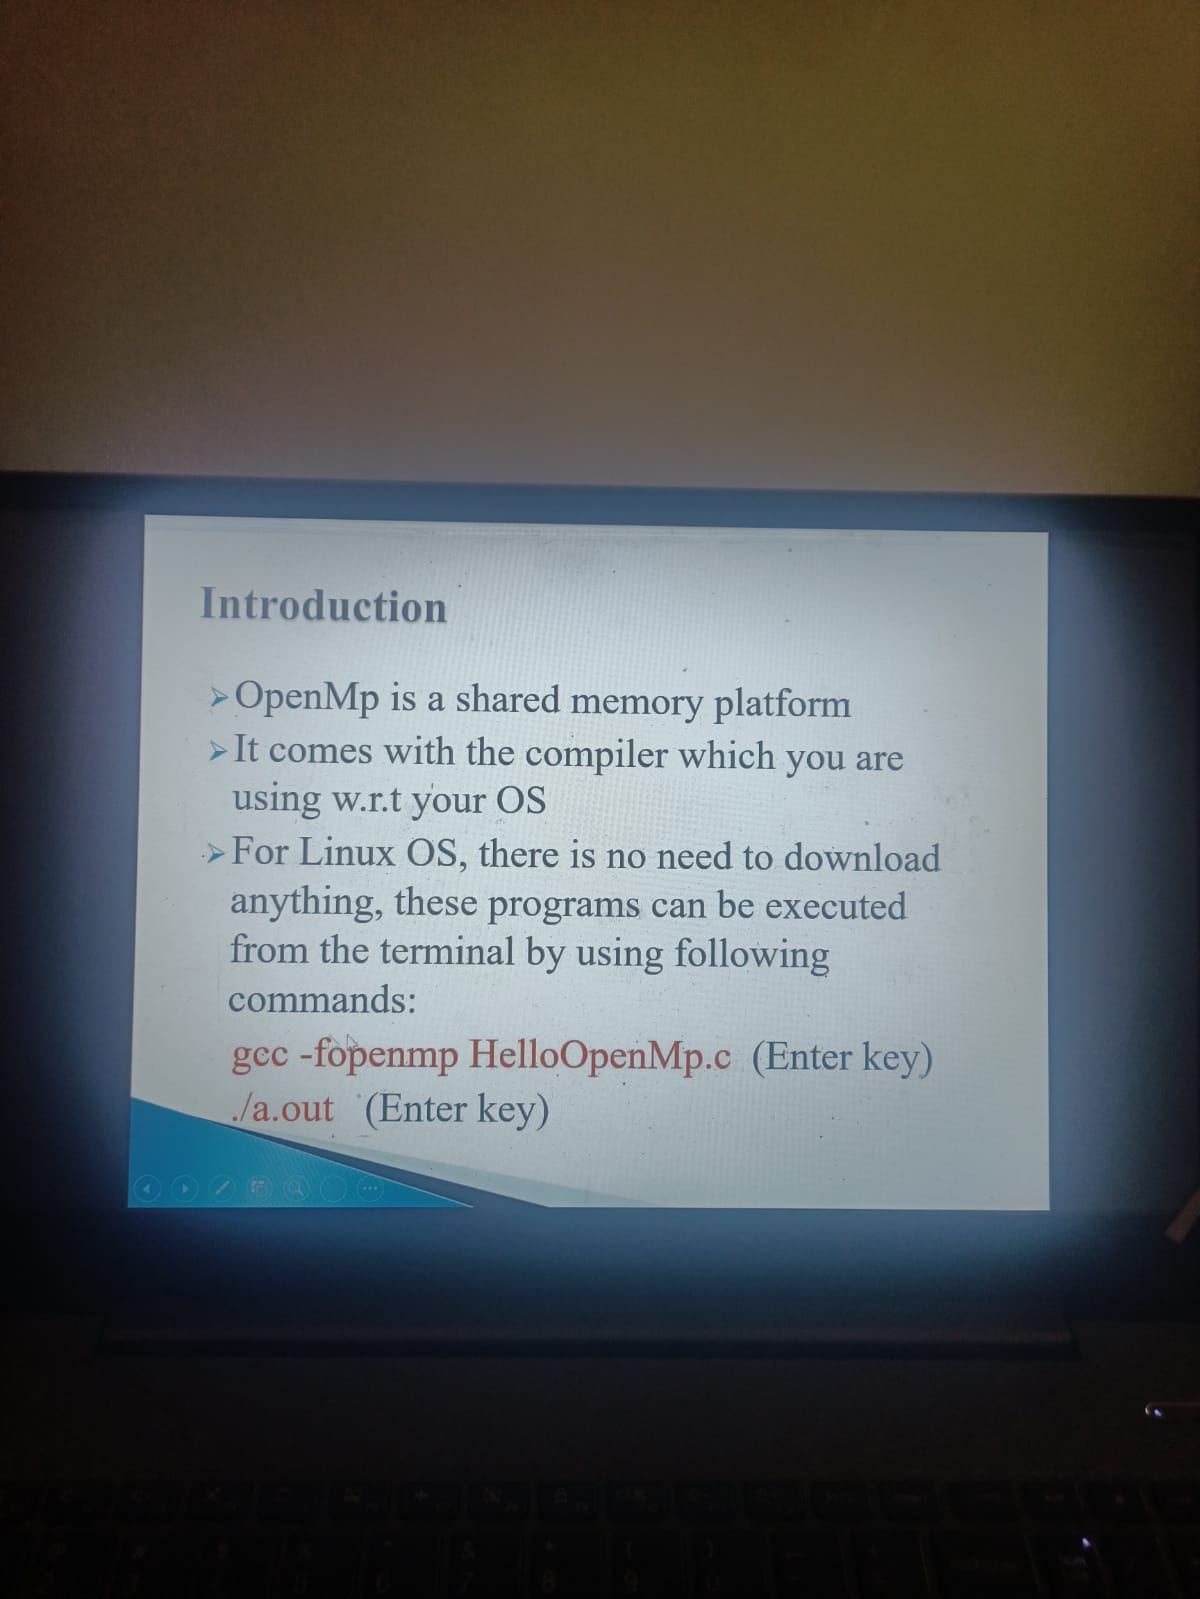 Introduction
➢OpenMp is a shared memory platform
➢It comes with the compiler which you are
using w.r.t your OS
➢For Linux OS, there is no need to download
anything, these programs can be executed
from the terminal by using following
commands:
gcc -fopenmp HelloOpenMp.c (Enter key)
./a.out (Enter key)